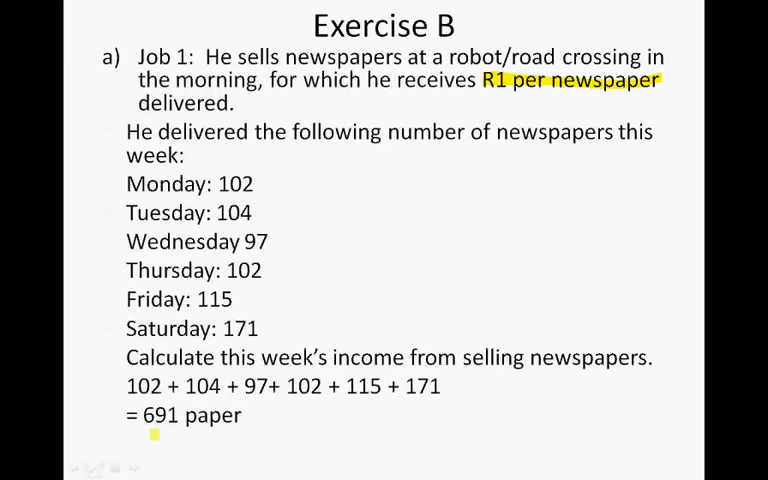 Exercise B
a) Job 1: He sells newspapers at a robot/road crossing in
the morning, for which he receives R1 per newspaper
delivered.
He delivered the following number of newspapers this
week:
Monday: 102
Tuesday: 104
Wednesday 97
Thursday: 102
Friday: 115
Saturday: 171
Calculate this week's income from selling newspapers.
102 + 104 + 97+ 102 + 115 + 171
= 691 paper